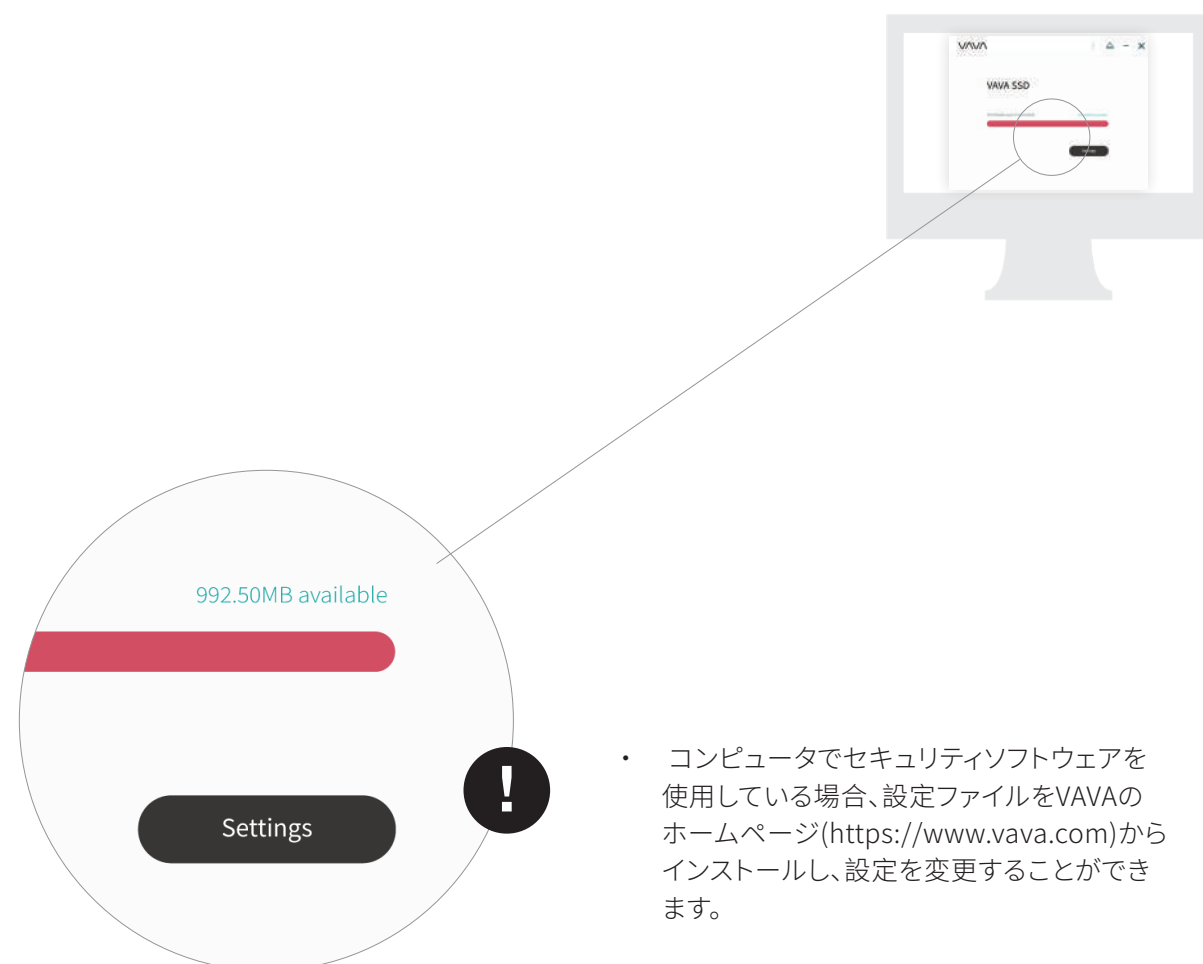 VAVA
VAVA SSD
992.50MB available
Settings
!
・ コンピュータでセキュリティソフトウェアを
使用している場合、設定ファイルをVAVAの
ホームページ(https://www.vava.com)から
インストールし、設定を変更することができ
ます。